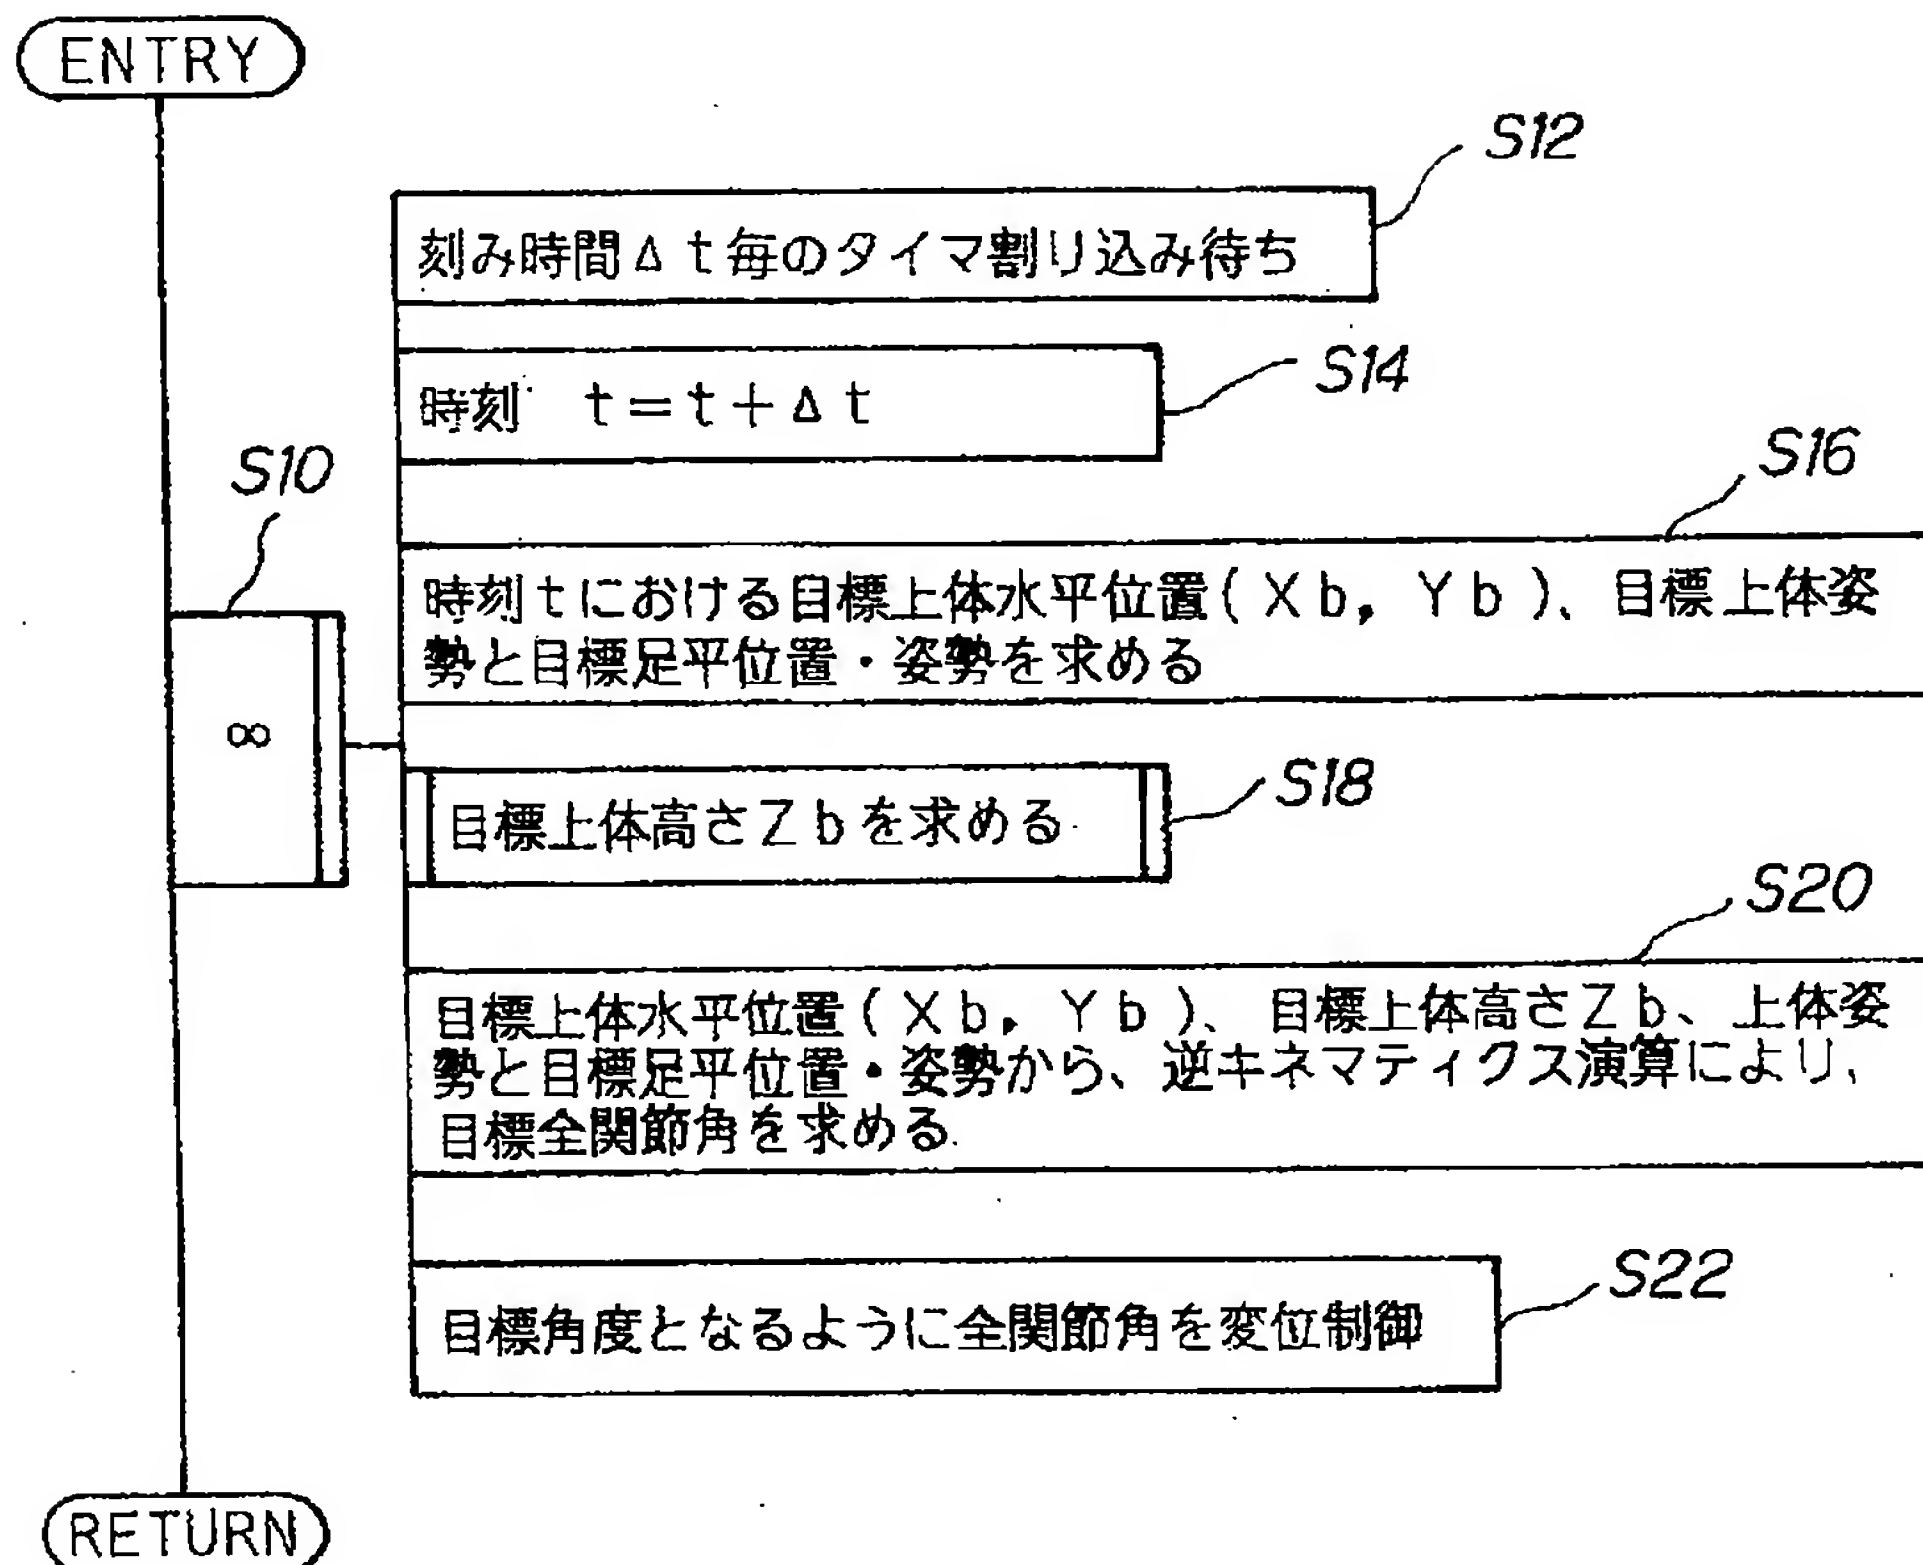 ENTRY
S12
刻み時間Δt毎のタイマ割り込み待ち
S14
時刻 t=t+Δt
S10
S16
時刻tにおける目標上体水平位置(Xb, Yb)、目標上体姿
勢と目標足平位置・姿勢を求める
∞
S18
目標上体高さZbを求める
S20
目標上体水平位置(Xb, Yb)、目標上体高さZb、上体姿
勢と目標足平位置・姿勢から、逆キネマティクス演算により、
目標全関節角を求める
S22
目標角度となるように全関節角を変位制御
RETURN